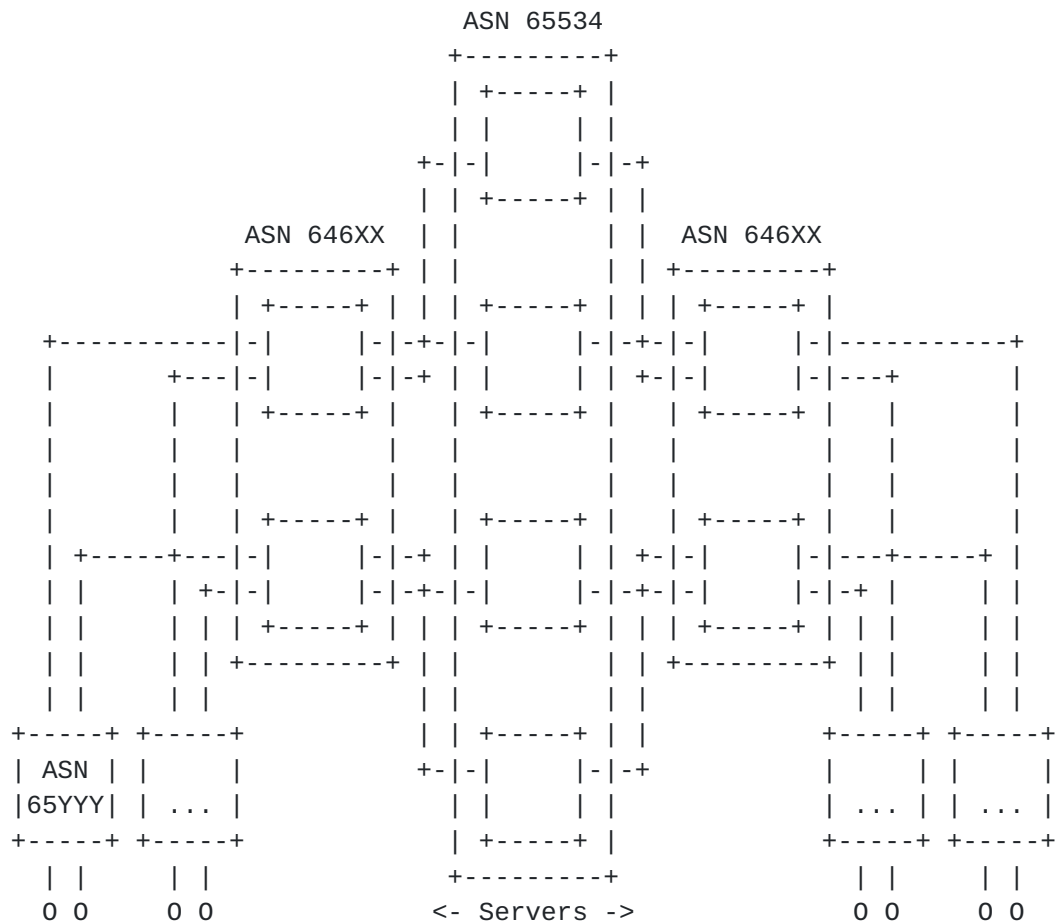 ASN 65534
ASN 646XX ASN 646XX
ASN
65YYY ... ... ...
O O O O <- Servers -> O O O O